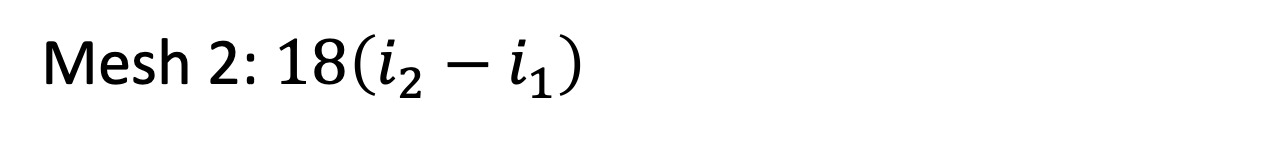 Mesh 2: 18(i₂ − i₁)